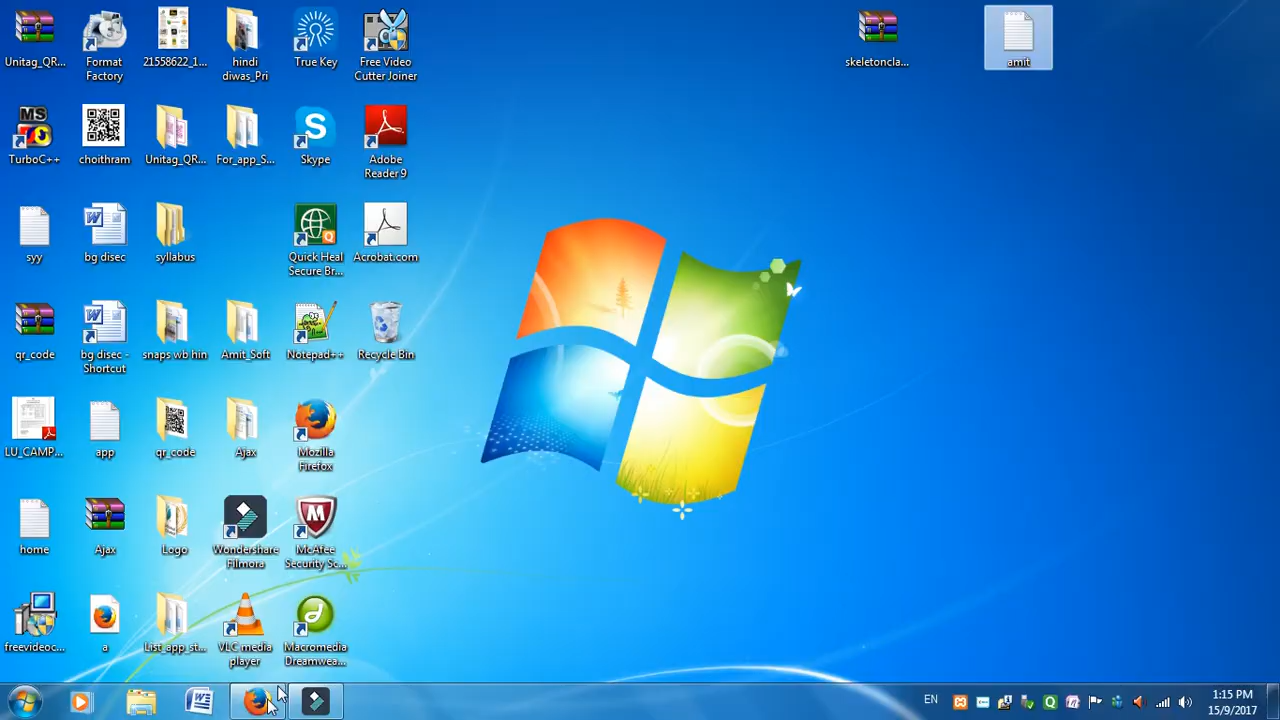 Unitag_QR...
Format
Factory
21558622_1...
hindi
diwas_Pri
True Key
Free Video
Cutter Joiner
skeletoncla...
amit
MS
TurboC++
choithram
Unitag_QR...
For_app_S...
Skype
Adobe
Reader 9
syy
bg disec
syllabus
Quick Heal
Secure Br...
Acrobat.com
qr_code
bg disec -
Shortcut
snaps wb hin
Amit_Soft
Notepad++
Recycle Bin
LU_CAMP...
app
qr_code
Ajax
Mozilla
Firefox
home
Ajax
Logo
Wondershare
Filmora
McAfee
Security Sc...
freevideoc...
a
List_app_st...
VLC media
player
Macromedia
Dreamwea...
EN
1:15 PM
15/9/2017